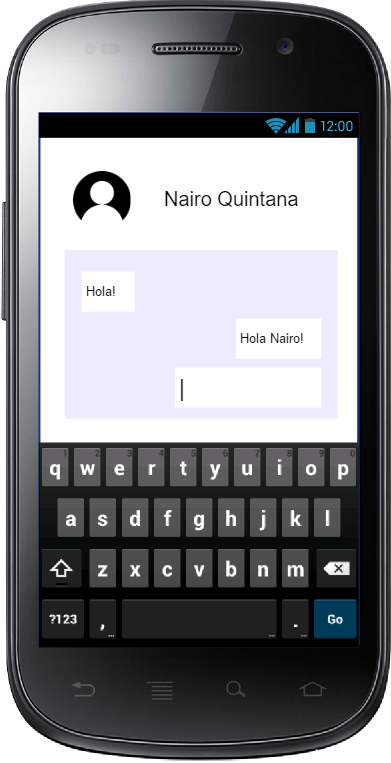 12:00
Nairo Quintana
Hola!
Hola Nairo!
1 2 3 4 5 6 7 8 9 0
q w e r t y u i o p
a s d f g h j k l
z x c v b n m
?123 , ... . ... Go